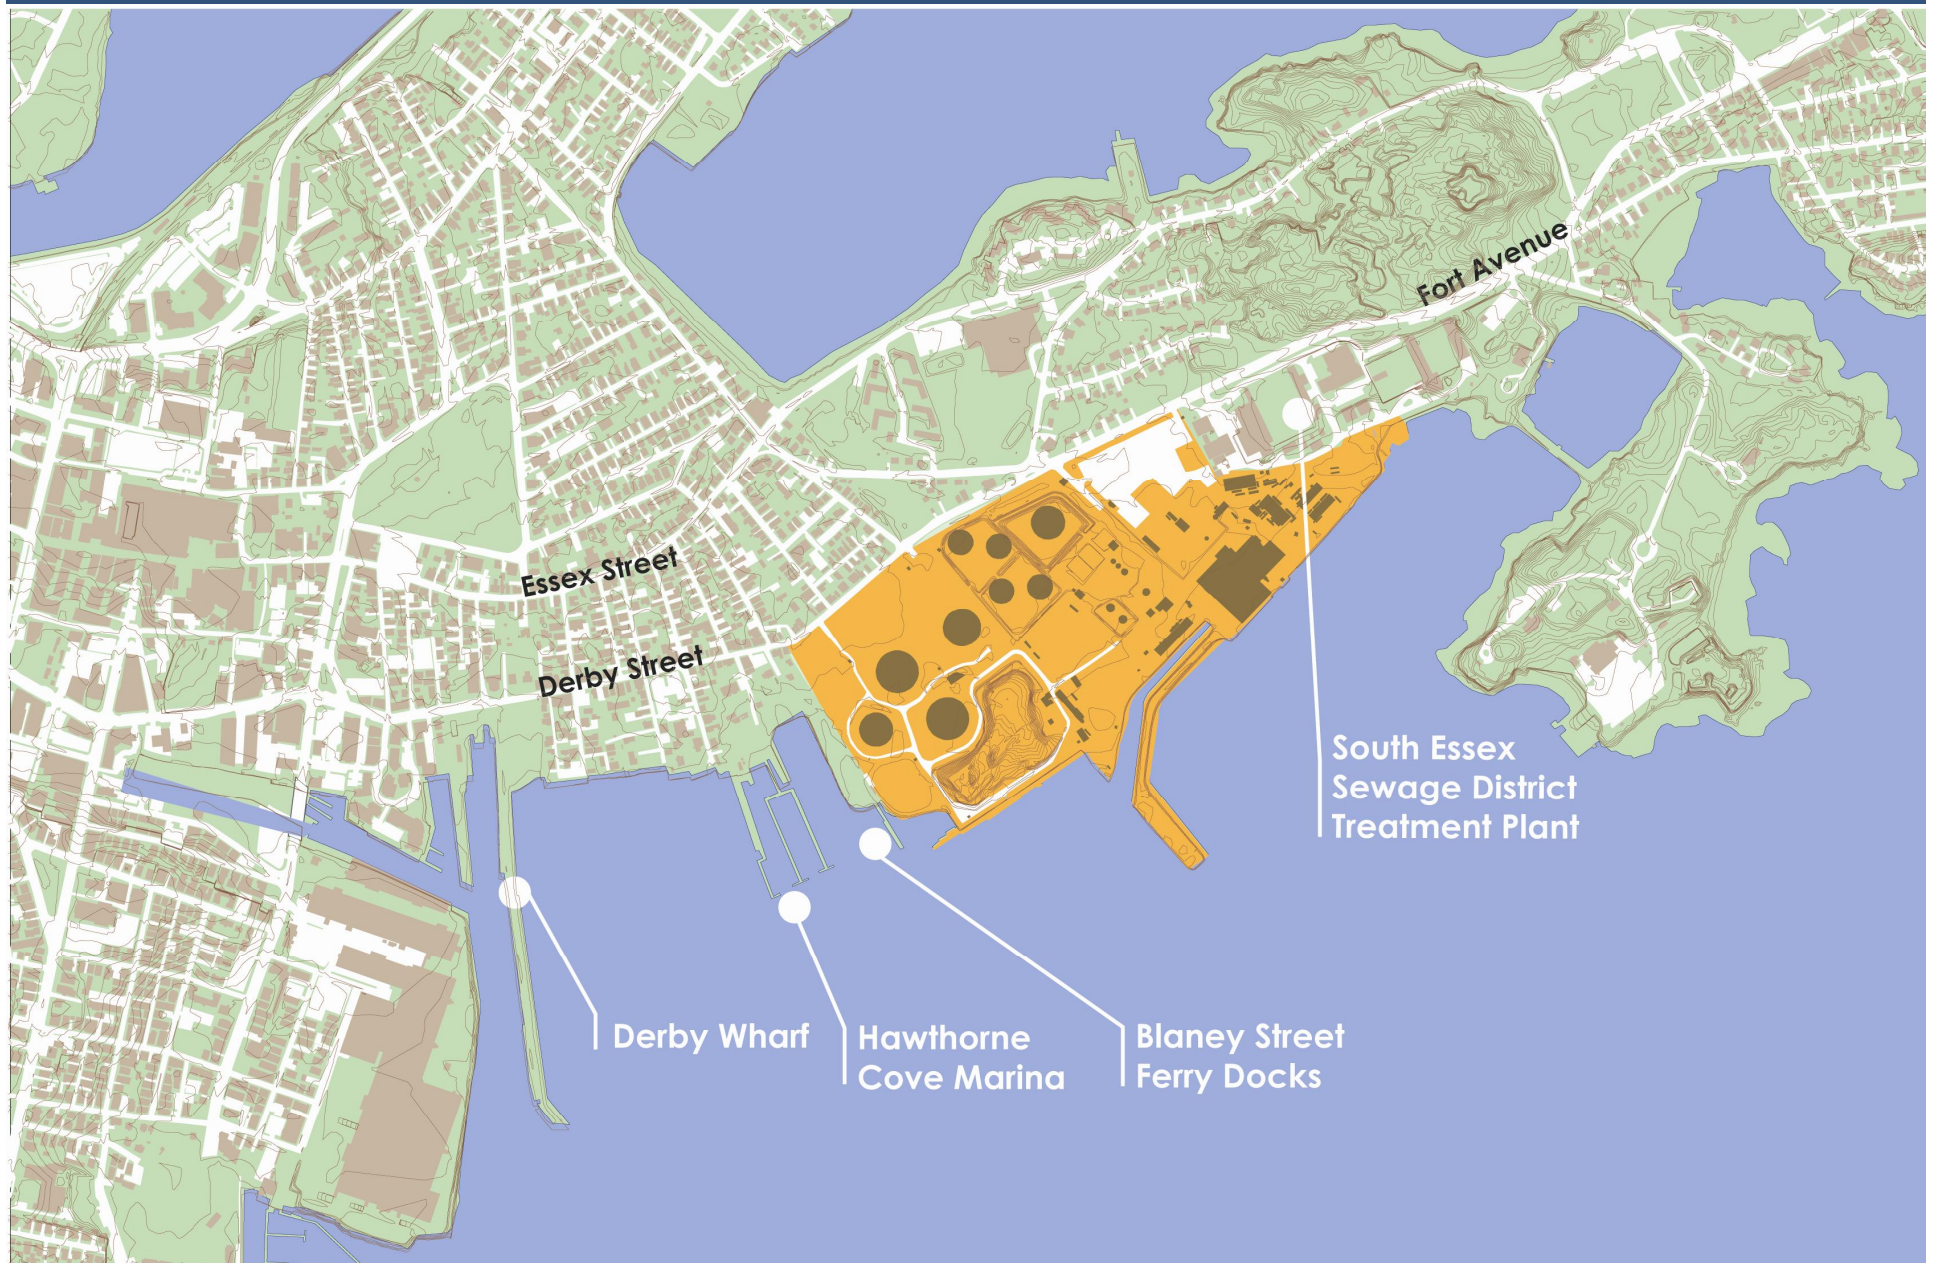 Fort Avenue
Essex Street
Derby Street
South Essex
Sewage District
Treatment Plant
Derby Wharf
Hawthorne
Cove Marina
Blaney Street
Ferry Docks